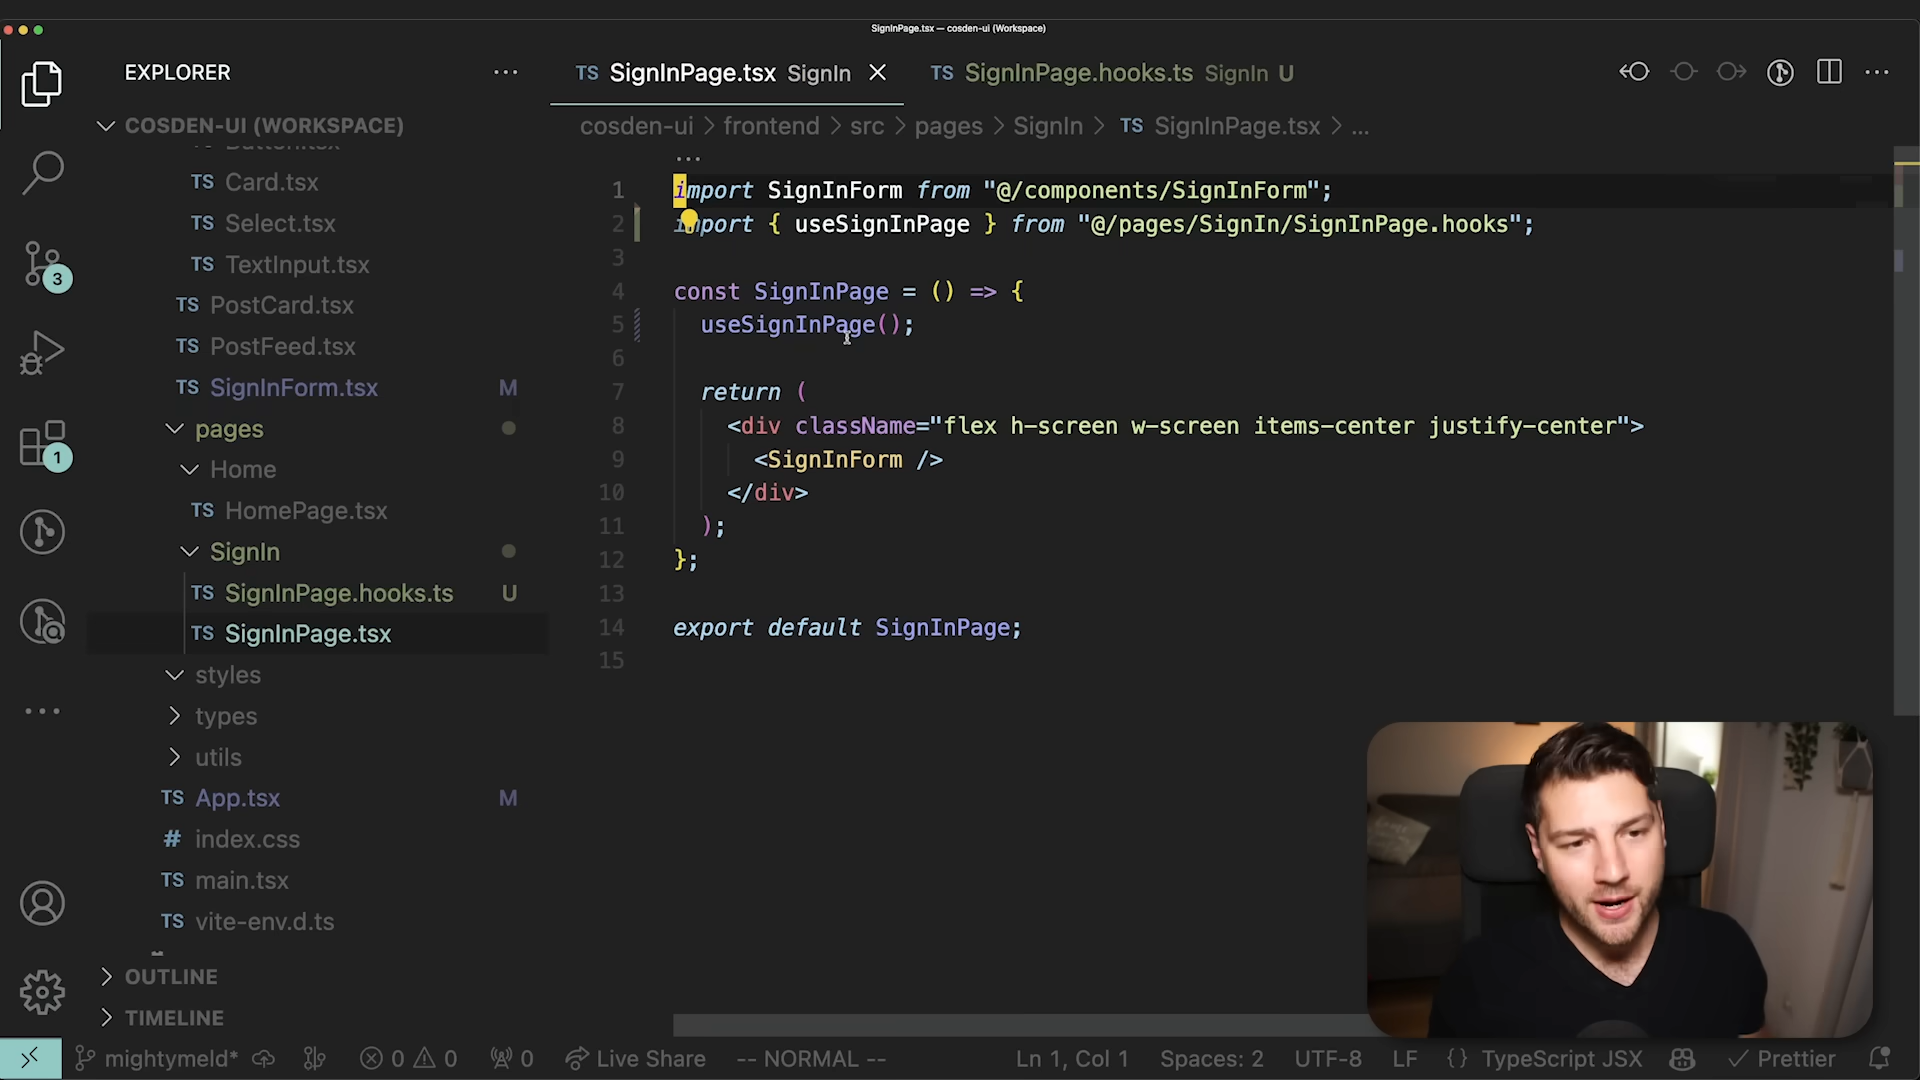 SignInPage.tsx — cosden-ui (Workspace)
EXPLORER
TS SignInPage.tsx SignIn
TS SignInPage.hooks.ts SignIn U
COSDEN-UI (WORKSPACE)
cosden-ui > frontend > src > pages > SignIn > TS SignInPage.tsx > ...
Button.tsx
TS Card.tsx
TS Select.tsx
TS TextInput.tsx
TS PostCard.tsx
TS PostFeed.tsx
TS SignInForm.tsx M
pages
Home
TS HomePage.tsx
SignIn
TS SignInPage.hooks.ts U
TS SignInPage.tsx
styles
types
utils
TS App.tsx M
# index.css
TS main.tsx
TS vite-env.d.ts
OUTLINE
TIMELINE
3
1
1 import SignInForm from "@/components/SignInForm";
2 import { useSignInPage } from "@/pages/SignIn/SignInPage.hooks";
3
4 const SignInPage = () => {
5 useSignInPage();
6
7 return (
8 <div className="flex h-screen w-screen items-center justify-center">
9 <SignInForm />
10 </div>
11 );
12 };
13
14 export default SignInPage;
15
mightymeld* 0 0 0 Live Share -- NORMAL -- Ln 1, Col 1 Spaces: 2 UTF-8 LF {} TypeScript JSX Prettier